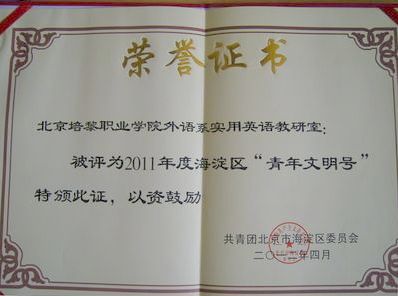 荣誉证书
北京培黎职业学院外语系实用英语教研室:
被评为2011年度海淀区“青年文明号”
特颁此证，以资鼓励
共青团北京市海淀区委员会
二〇一二年四月